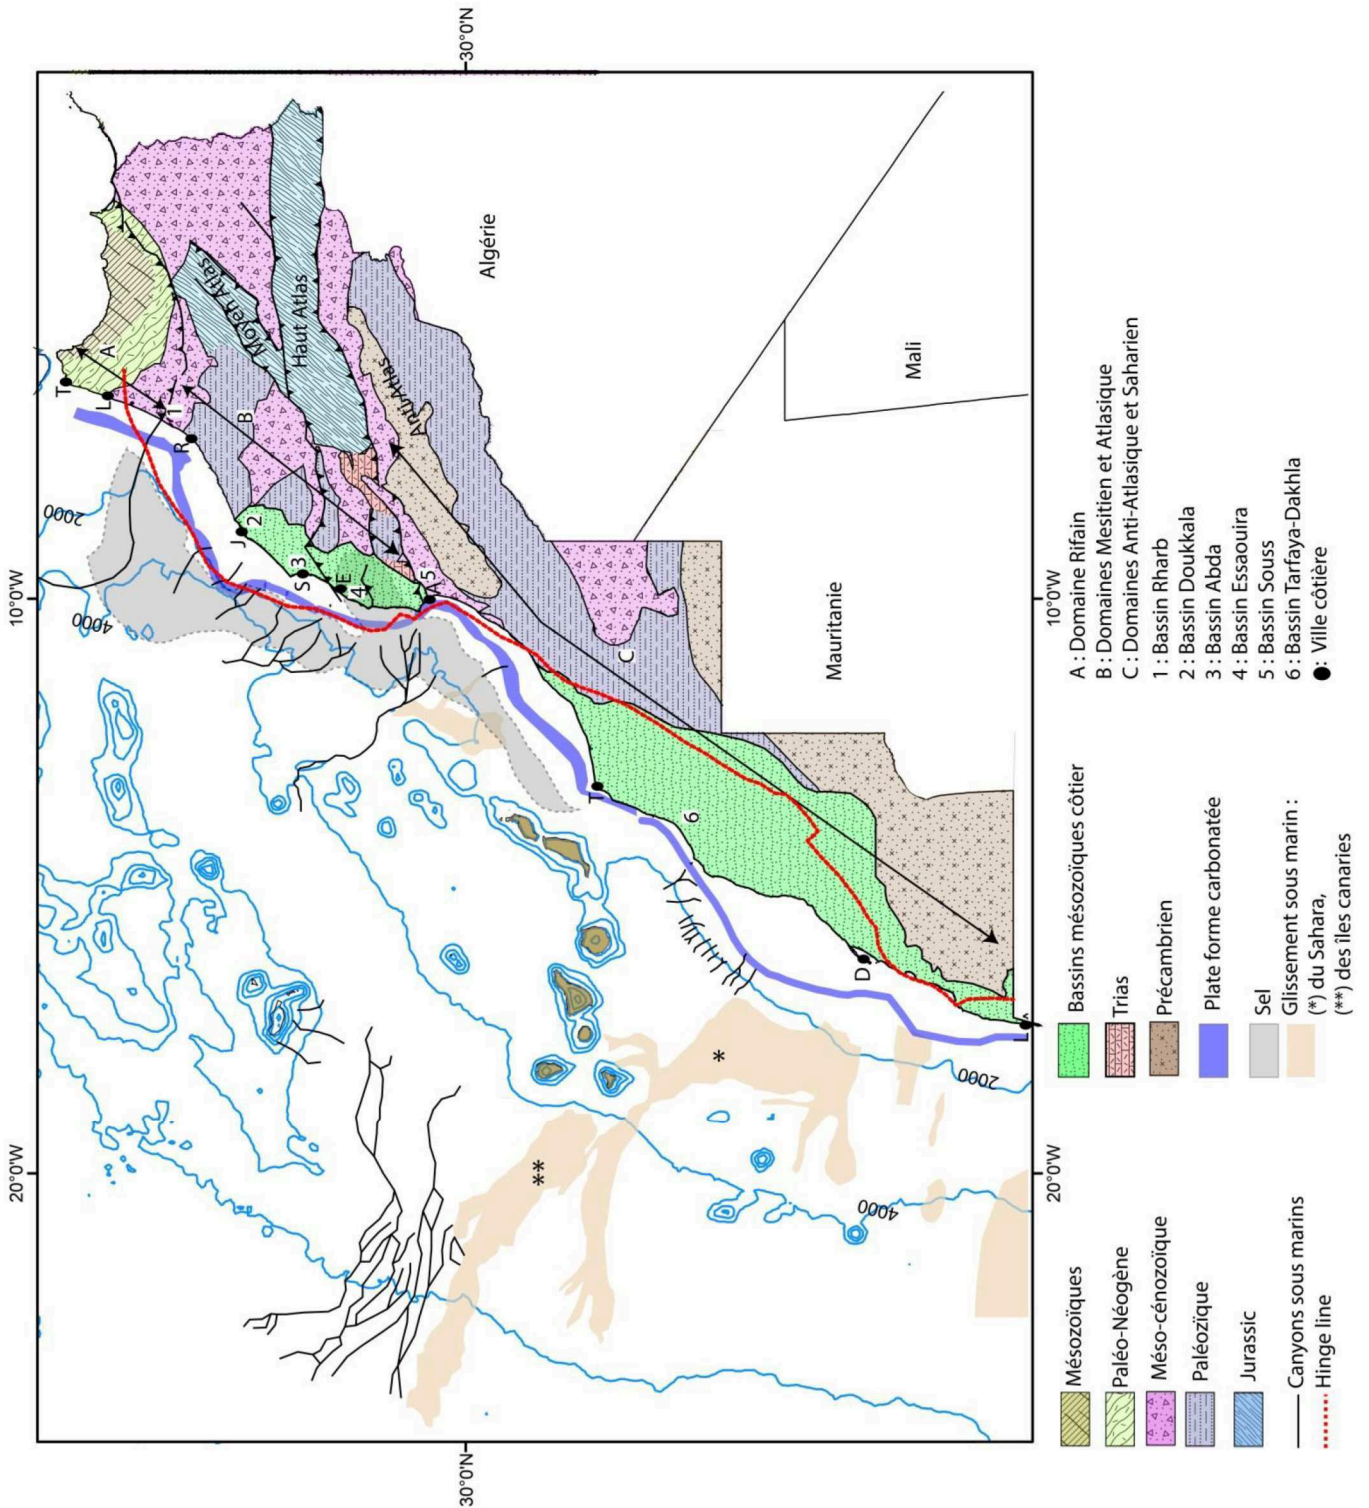 20°0'W
10°0'W
30°0'N
30°0'N
20°0'W
10°0'W
2000
4000
2000
4000
T
L
A
1
R
B
J
2
S
3
E
4
A
5
C
T
6
D
L
Moyen Atlas
Haut Atlas
Anti Atlas
Algérie
Mali
Mauritanie
*
**
Mésozoïques
Paléo-Néogène
Méso-cénozoïque
Paléozïque
Jurassic
Canyons sous marins
Hinge line
Bassins mésozoïques côtier
Trias
Précambrien
Plate forme carbonatée
Sel
Glissement sous marin :
(*) du Sahara,
(**) des îles canaries
A : Domaine Rifain
B : Domaines Mesitien et Atlasique
C : Domaines Anti-Atlasique et Saharien
1 : Bassin Rharb
2 : Bassin Doukkala
3 : Bassin Abda
4 : Bassin Essaouira
5 : Bassin Souss
6 : Bassin Tarfaya-Dakhla
: Ville côtière